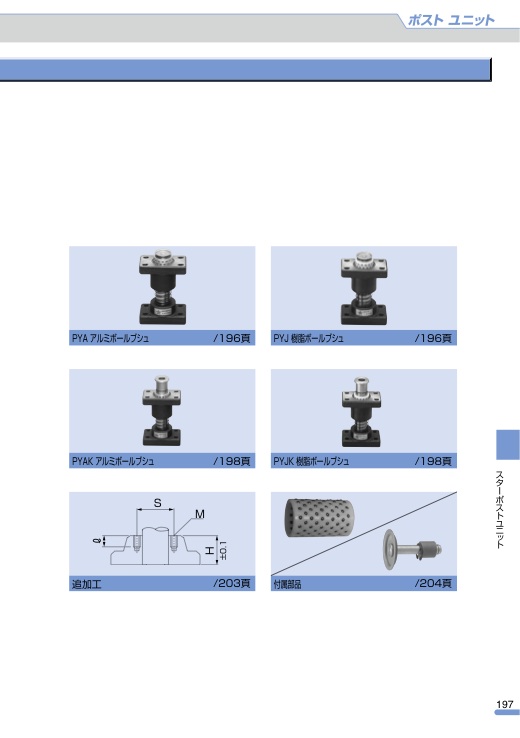 ポスト ユニット
PYA アルミボールブシュ /196頁
PYJ 樹脂ボールブシュ /196頁
PYAK アルミボールブシュ /198頁
PYJK 樹脂ボールブシュ /198頁
S
M
ℓ
H
±0.1
追加工 /203頁
付属部品 /204頁
スターポストユニット
197